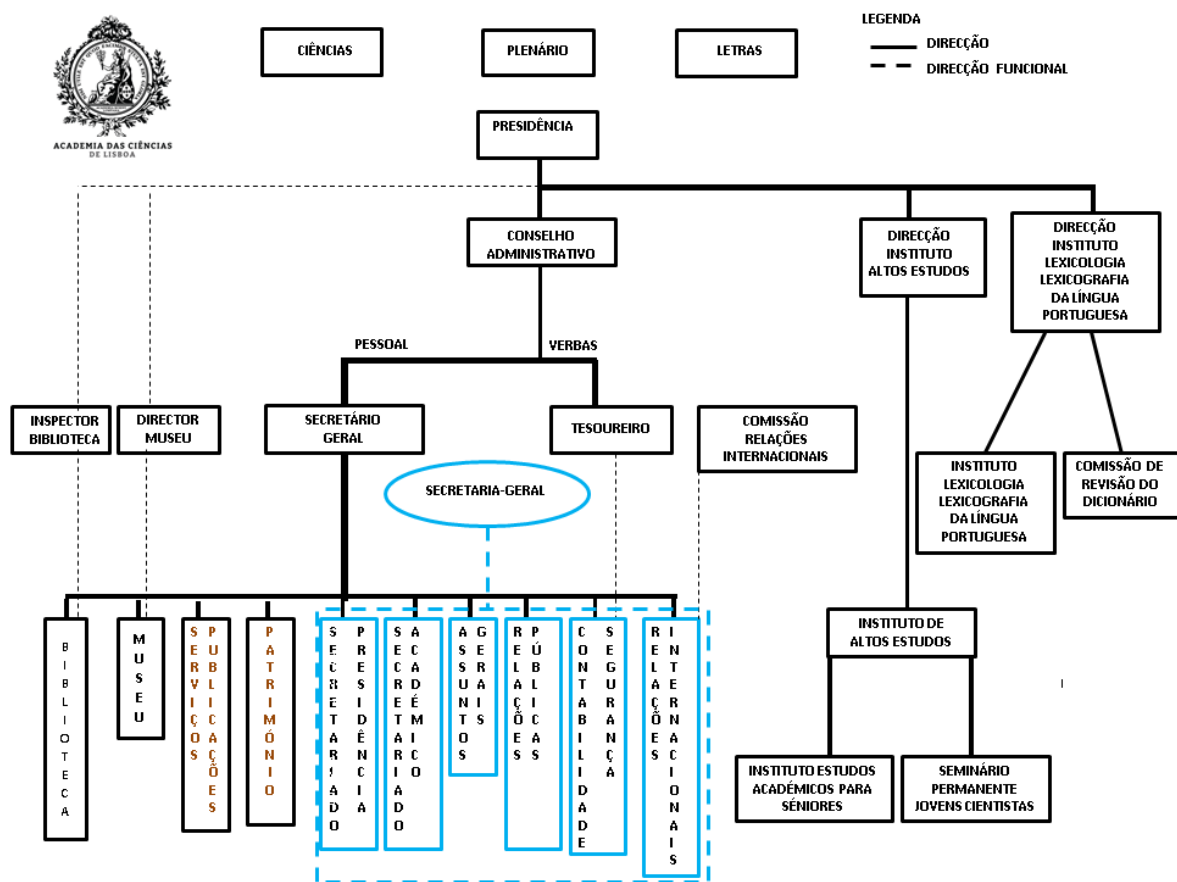 CIÊNCIAS
PLENÁRIO
LETRAS
LEGENDA
DIRECÇÃO
DIRECÇÃO FUNCIONAL
ACADEMIA DAS CIÊNCIAS
DE LISBOA
PRESIDÊNCIA
CONSELHO
ADMINISTRATIVO
DIRECÇÃO
INSTITUTO
ALTOS ESTUDOS
DIRECÇÃO
INSTITUTO
LEXICOLOGIA
LEXICOGRAFIA
DA LÍNGUA
PORTUGUESA
PESSOAL
VERBAS
INSPECTOR
BIBLIOTECA
DIRECTOR
MUSEU
SECRETÁRIO
GERAL
TESOUREIRO
COMISSÃO
RELAÇÕES
INTERNACIONAIS
SECRETARIA-GERAL
INSTITUTO
LEXICOLOGIA
LEXICOGRAFIA
DA LÍNGUA
PORTUGUESA
COMISSÃO DE
REVISÃO DO
DICIONÁRIO
BIBLIOTECA
MUSEU
SERVIÇOS
PUBLICAÇÕES
PATRIMÓNIO
SECRETARIADO
PRESIDÊNCIA
SECRETARIADO
ACADÉMICO
ASSUNTOS
GERAIS
RELAÇÕES
PÚBLICAS
CONTABILIDADE
SEGURANÇA
RELAÇÕES
INTERNACIONAIS
INSTITUTO DE
ALTOS ESTUDOS
INSTITUTO ESTUDOS
ACADÉMICOS PARA
SÉNIORES
SEMINÁRIO
PERMANENTE
JOVENS CIENTISTAS